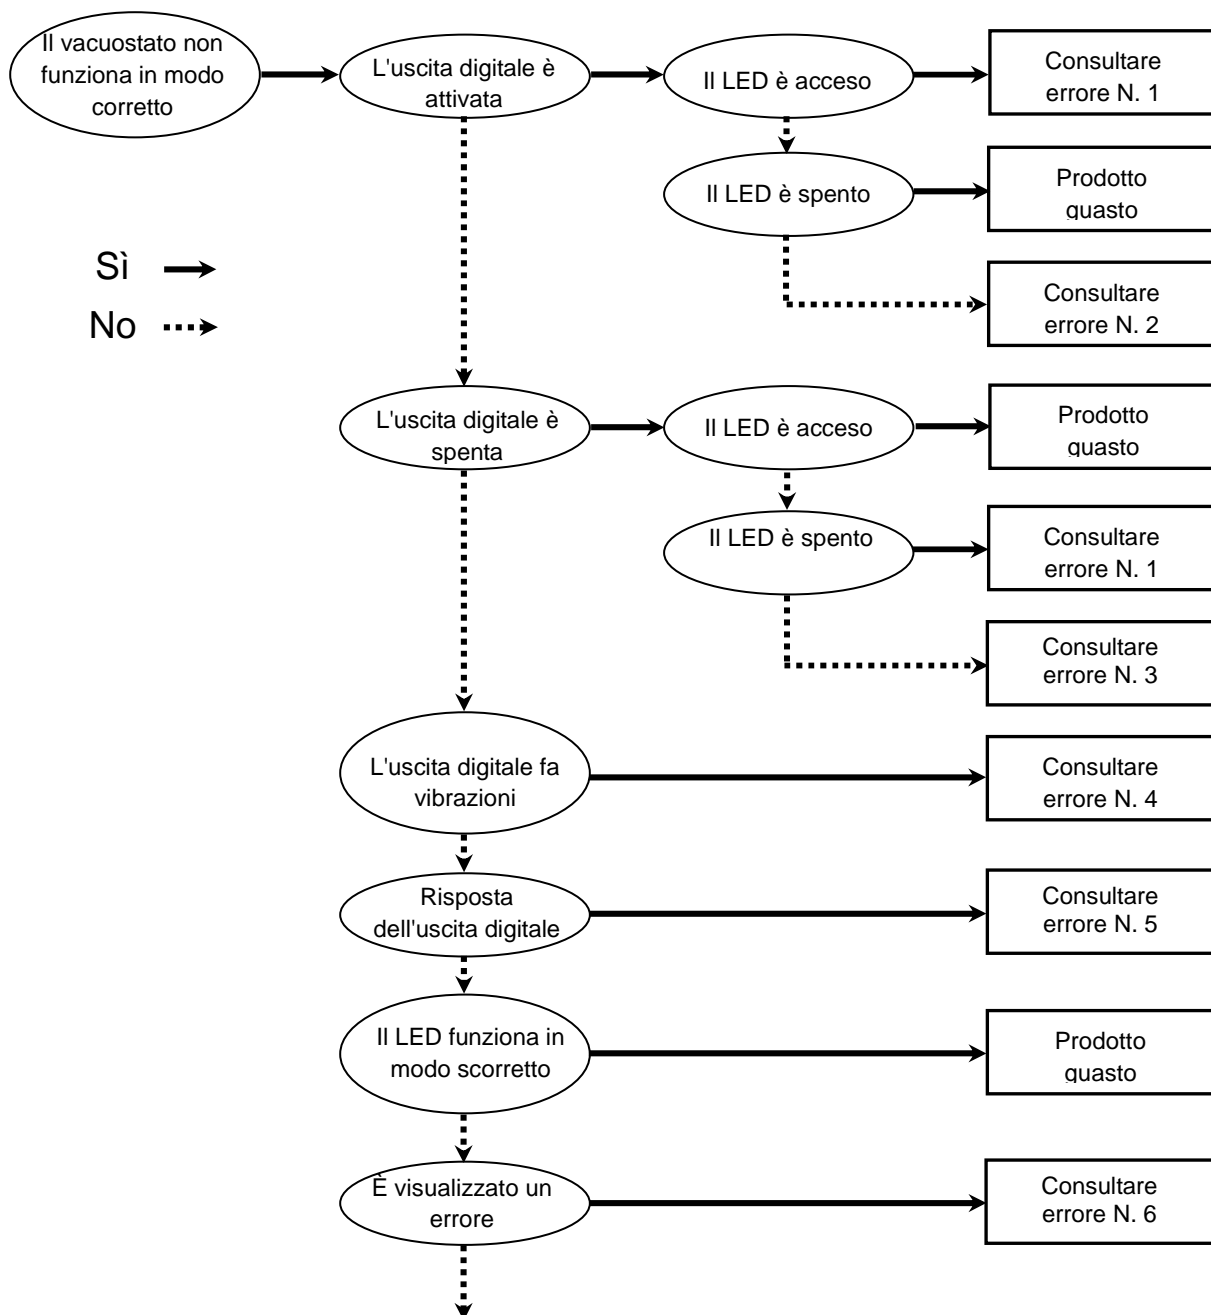 Il vacuostato non
funziona in modo
corretto
L'uscita digitale è
attivata
Il LED è acceso
Consultare
errore N. 1
Il LED è spento
Prodotto
guasto
Consultare
errore N. 2
Sì
No
L'uscita digitale è
spenta
Il LED è acceso
Prodotto
guasto
Il LED è spento
Consultare
errore N. 1
Consultare
errore N. 3
L'uscita digitale fa
vibrazioni
Consultare
errore N. 4
Risposta
dell'uscita digitale
Consultare
errore N. 5
Il LED funziona in
modo scorretto
Prodotto
guasto
È visualizzato un
errore
Consultare
errore N. 6